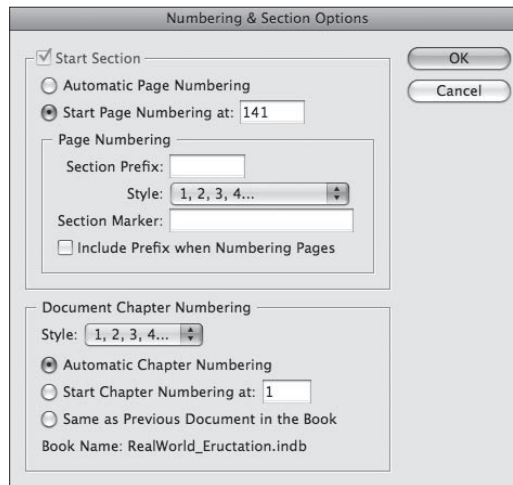 Numbering & Section Options
Start Section
Automatic Page Numbering
Start Page Numbering at: 141
Page Numbering
Section Prefix:
Style: 1, 2, 3, 4...
Section Marker:
Include Prefix when Numbering Pages
Document Chapter Numbering
Style: 1, 2, 3, 4...
Automatic Chapter Numbering
Start Chapter Numbering at: 1
Same as Previous Document in the Book
Book Name: RealWorld_Eructation.indb
OK
Cancel